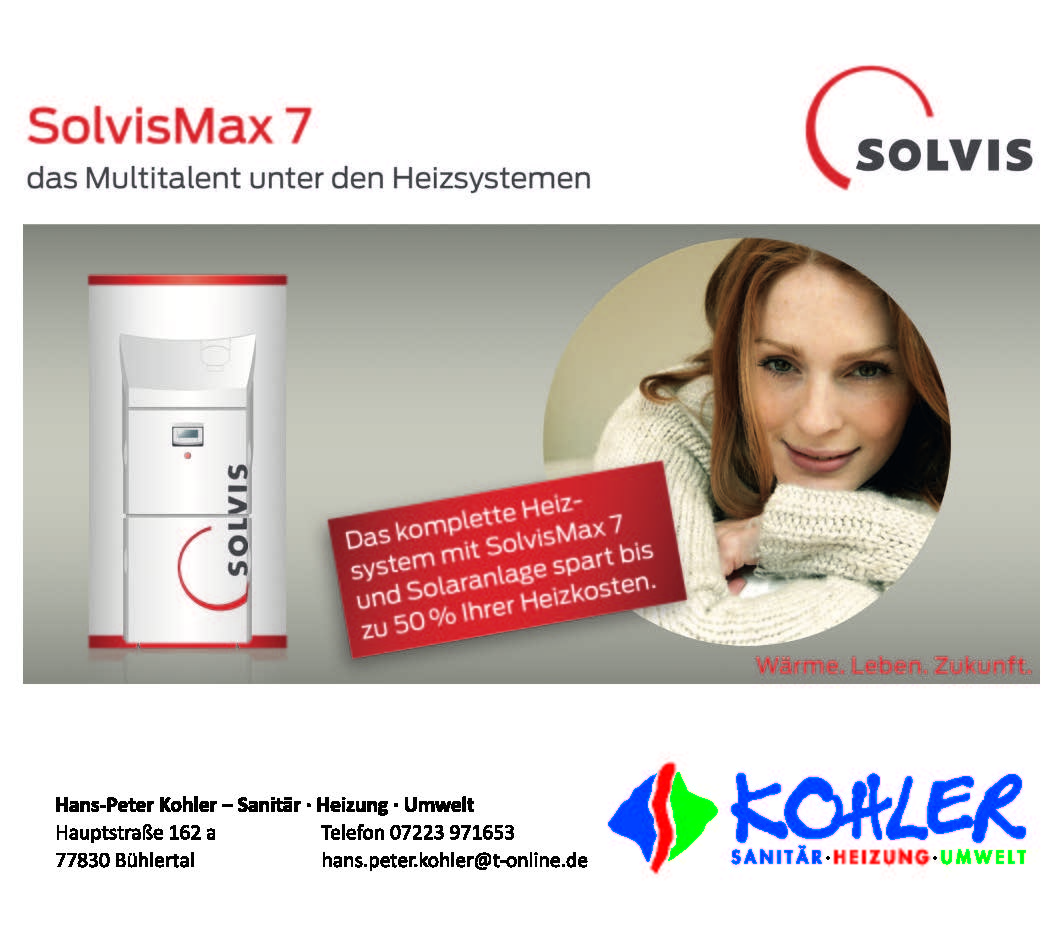 SolvisMax 7
das Multitalent unter den Heizsystemen
SOLVIS
SOLVIS
Das komplette Heiz-
system mit SolvisMax 7
und Solaranlage spart bis
zu 50 % Ihrer Heizkosten.
Wärme. Leben. Zukunft.
Hans-Peter Kohler – Sanitär · Heizung · Umwelt
Hauptstraße 162 a
Telefon 07223 971653
77830 Bühlertal
hans.peter.kohler@t-online.de
KOHLER
SANITÄR·HEIZUNG·UMWELT